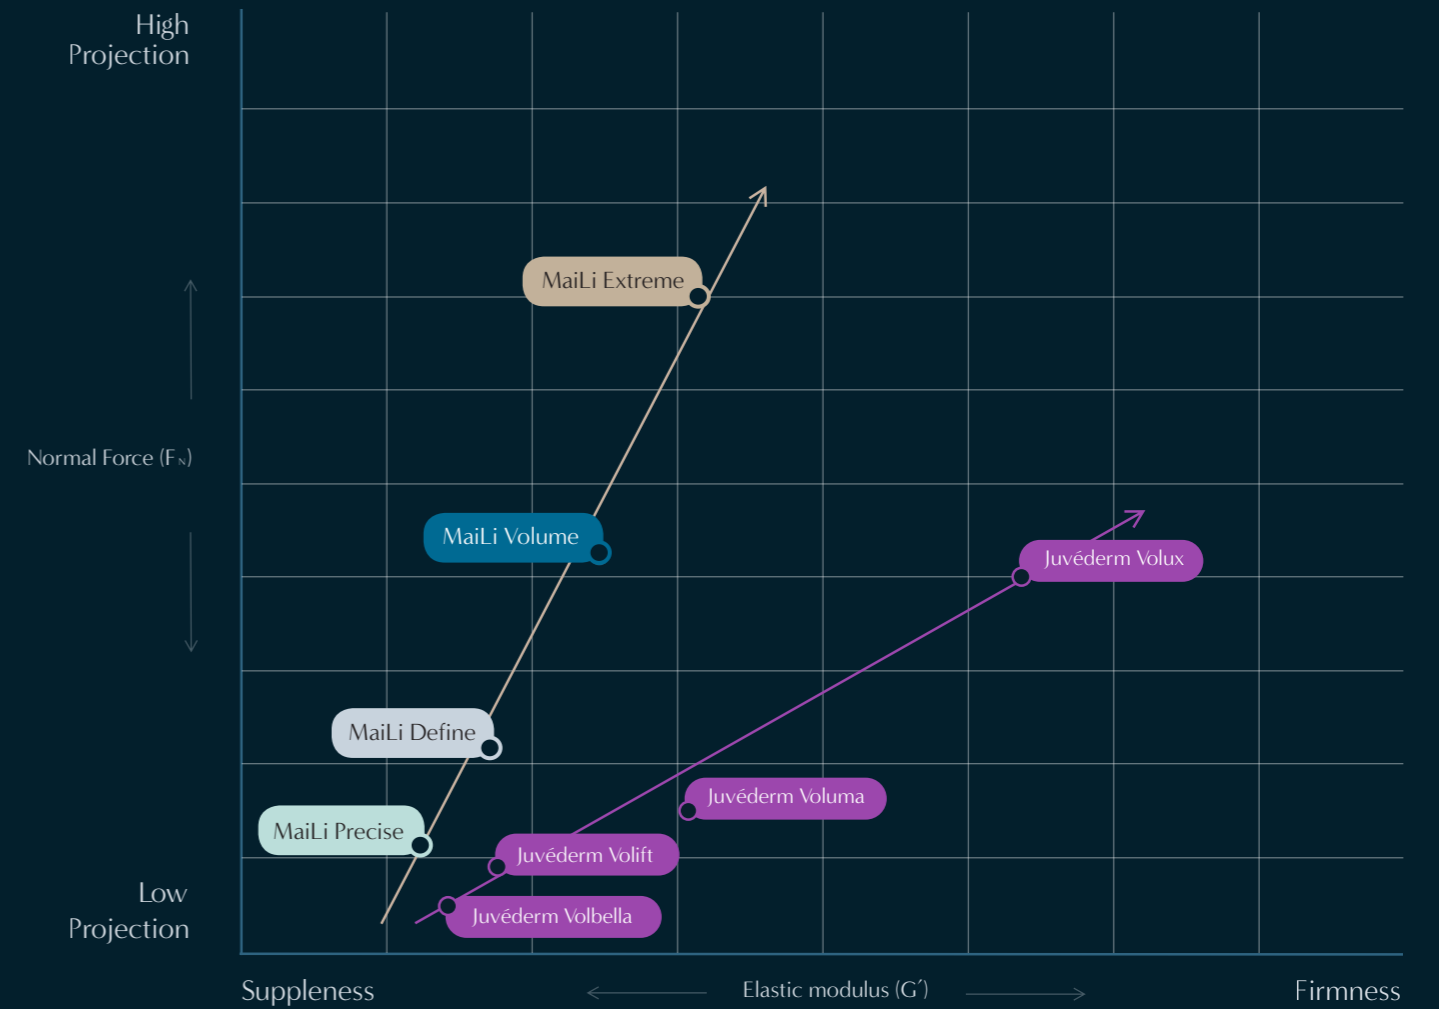 High
Projection
MaiLi Extreme
Normal Force (FN)
MaiLi Volume
Juvéderm Volux
MaiLi Define
Juvéderm Voluma
MaiLi Precise
Juvéderm Volift
Low
Projection
Juvéderm Volbella
Suppleness
Elastic modulus (G´)
Firmness